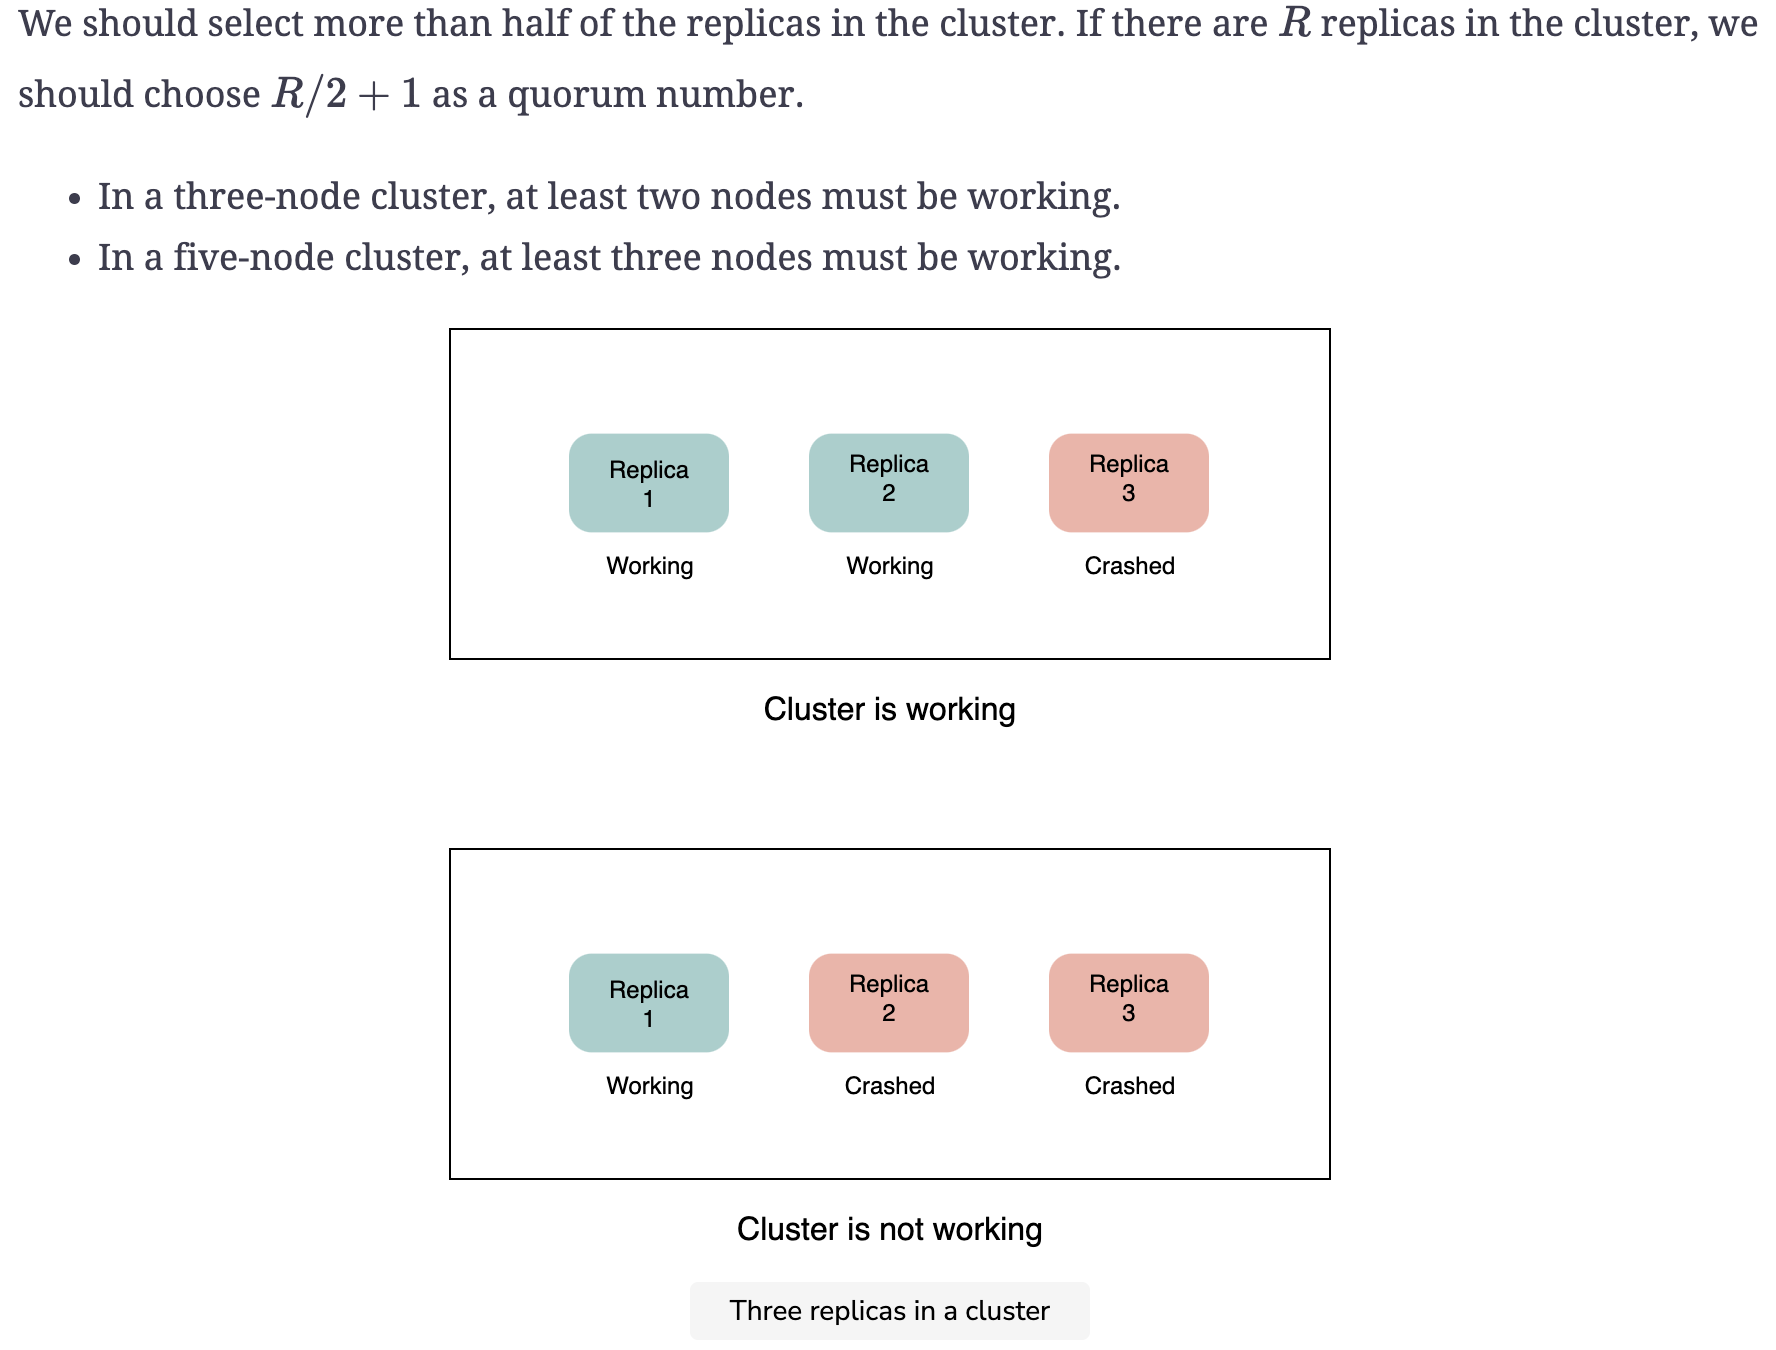 We should select more than half of the replicas in the cluster. If there are R replicas in the cluster, we
should choose R/2 + 1 as a quorum number.
• In a three-node cluster, at least two nodes must be working.
• In a five-node cluster, at least three nodes must be working.
Replica
1
Replica
2
Replica
3
Working
Working
Crashed
Cluster is working
Replica
1
Replica
2
Replica
3
Working
Crashed
Crashed
Cluster is not working
Three replicas in a cluster